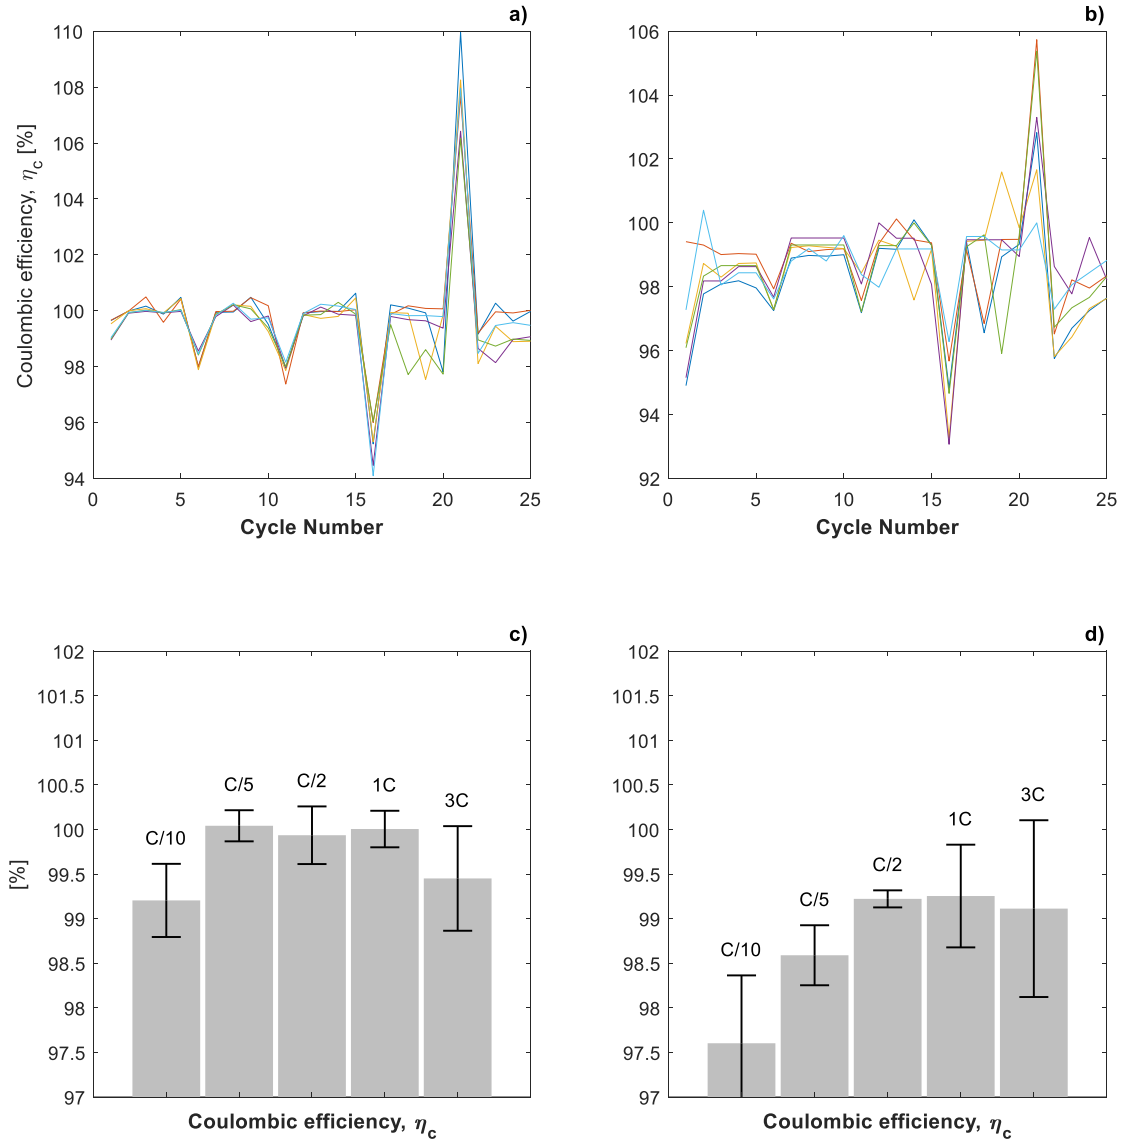 a)
110
108
106
104
102
100
98
96
94
0
5
10
15
20
25
Coulombic efficiency, η_c [%]
Cycle Number
b)
106
104
102
100
98
96
94
92
0
5
10
15
20
25
Cycle Number
c)
102
101.5
101
100.5
100
99.5
99
98.5
98
97.5
97
[%]
C/10
C/5
C/2
1C
3C
Coulombic efficiency, η_c
d)
102
101.5
101
100.5
100
99.5
99
98.5
98
97.5
97
C/10
C/5
C/2
1C
3C
Coulombic efficiency, η_c